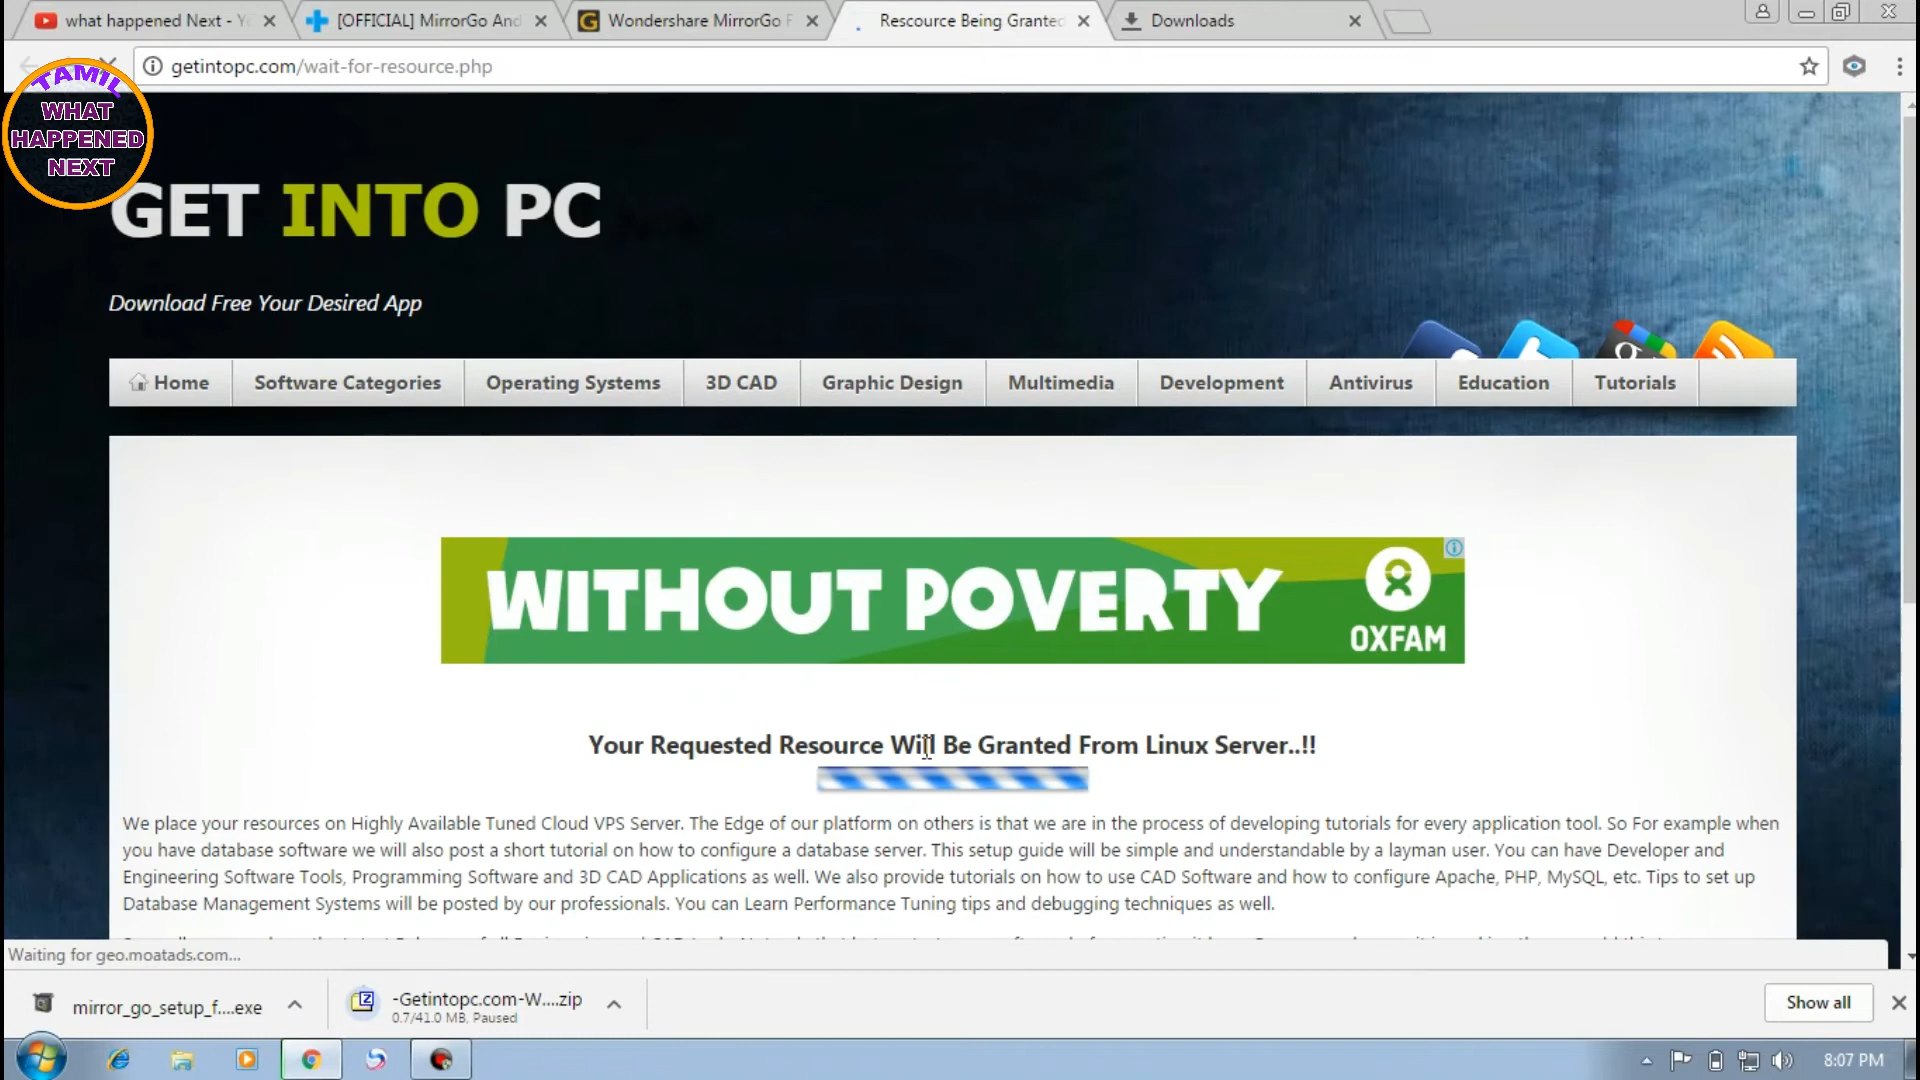 what happened Next - Y
[OFFICIAL] MirrorGo And
Wondershare MirrorGo F
Rescource Being Granted
Downloads
getintopc.com/wait-for-resource.php
TAMIL
WHAT
HAPPENED
NEXT
GET INTO PC
Download Free Your Desired App
Home
Software Categories
Operating Systems
3D CAD
Graphic Design
Multimedia
Development
Antivirus
Education
Tutorials
WITHOUT POVERTY
OXFAM
Your Requested Resource Will Be Granted From Linux Server..!!
We place your resources on Highly Available Tuned Cloud VPS Server. The Edge of our platform on others is that we are in the process of developing tutorials for every application tool. So For example when
you have database software we will also post a short tutorial on how to configure a database server. This setup guide will be simple and understandable by a layman user. You can have Developer and
Engineering Software Tools, Programming Software and 3D CAD Applications as well. We also provide tutorials on how to use CAD Software and how to configure Apache, PHP, MySQL, etc. Tips to set up
Database Management Systems will be posted by our professionals. You can Learn Performance Tuning tips and debugging techniques as well.
Waiting for geo.moatads.com...
mirror_go_setup_f....exe
-Getintopc.com-W....zip
0.7/41.0 MB, Paused
Show all
8:07 PM